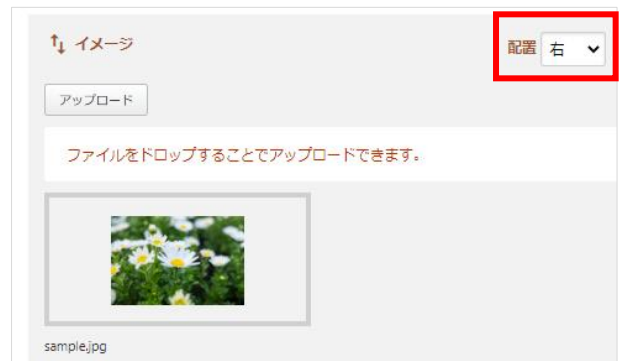 イメージ
配置 右
アップロード
ファイルをドロップすることでアップロードできます。
sample.jpg